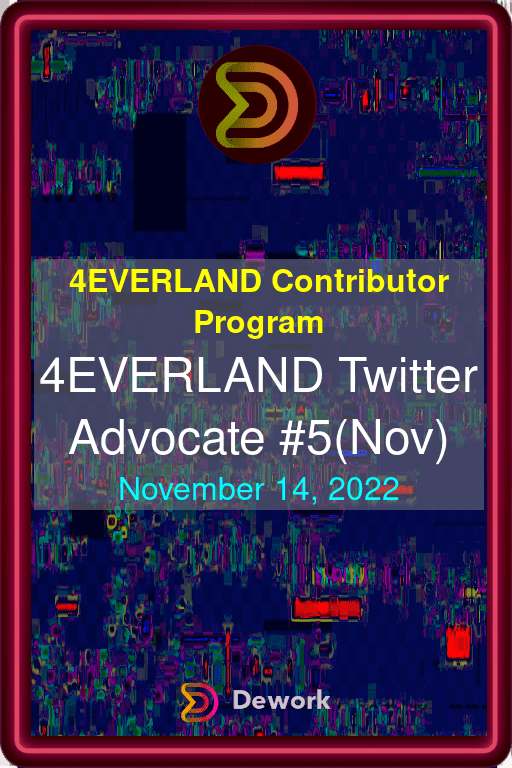 4EVERLAND Contributor
Program
4EVERLAND Twitter
Advocate #5(Nov)
November 14, 2022
Dework